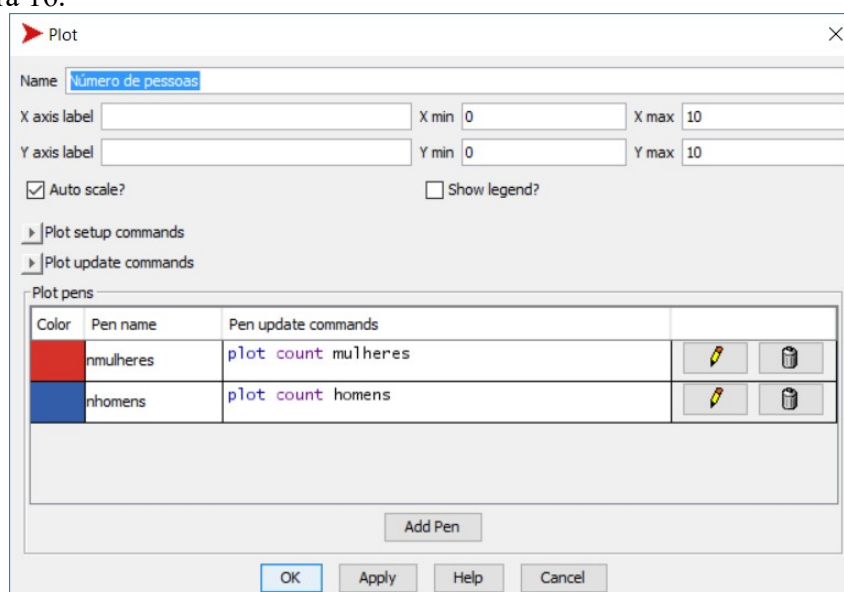 ra 16.
Plot
Name Número de pessoas
X axis label X min 0 X max 10
Y axis label Y min 0 Y max 10
Auto scale? Show legend?
Plot setup commands
Plot update commands
Plot pens
Color Pen name Pen update commands
nmulheres plot count mulheres
nhomens plot count homens
Add Pen
OK Apply Help Cancel